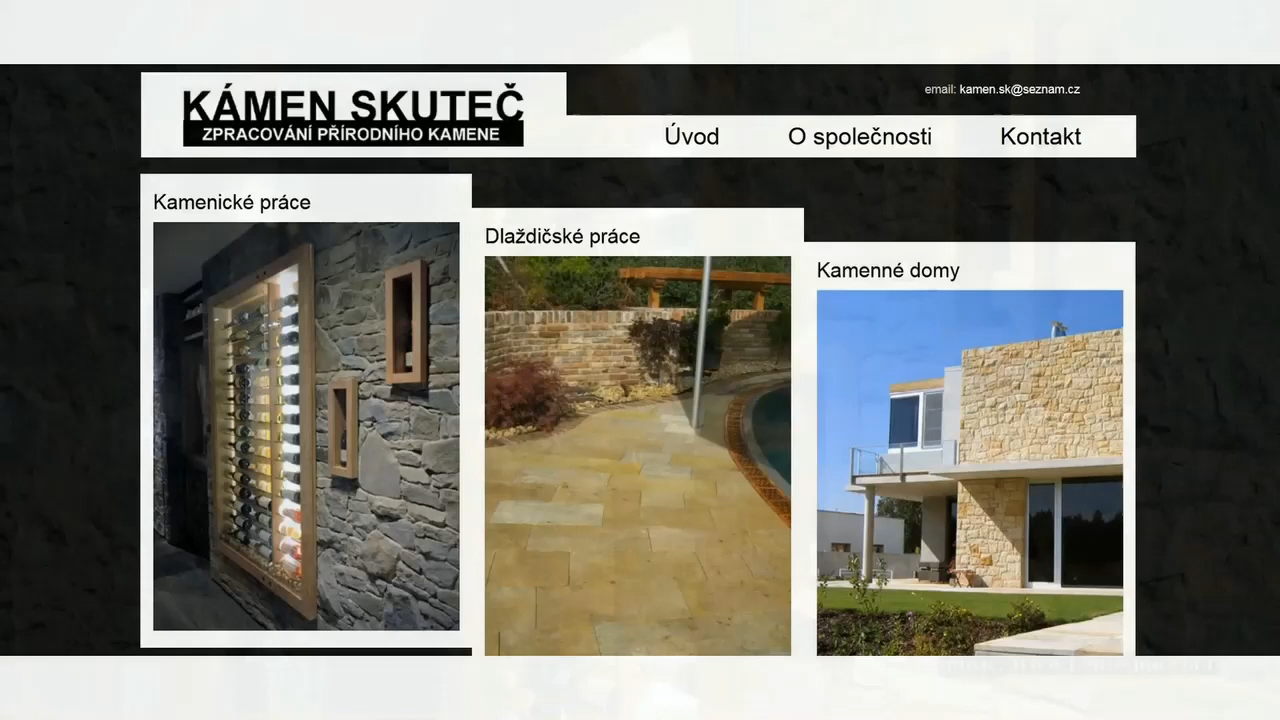 KÁMEN SKUTEČ
ZPRACOVÁNÍ PŘÍRODNÍHO KAMENE
email: kamen.sk@seznam.cz
Úvod
O společnosti
Kontakt
Kamenické práce
Dlaždičské práce
Kamenné domy